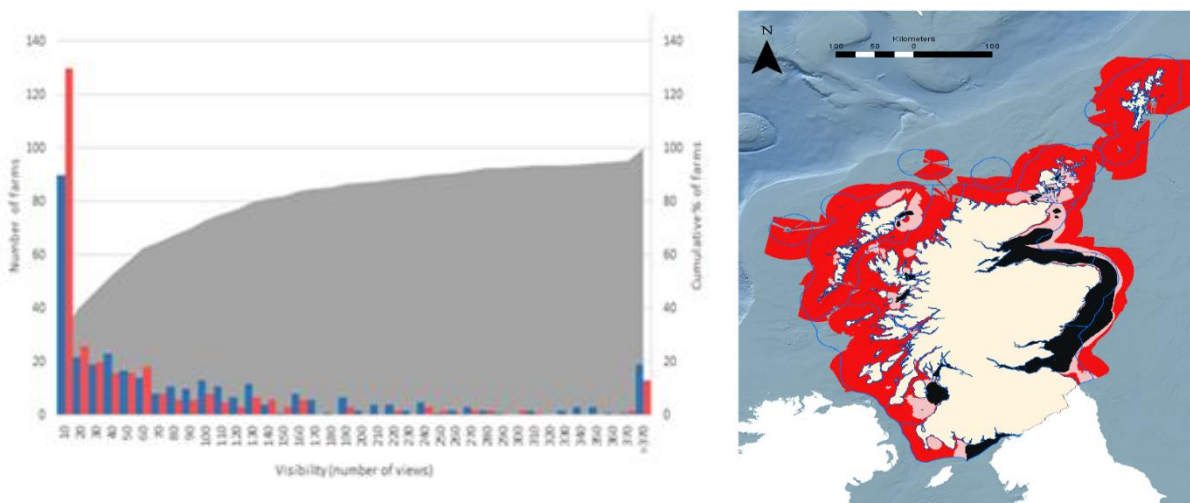 140
120
100
80
60
40
20
0
Number of farms
10 20 30 40 50 60 70 80 90 100 110 120 130 140 150 160 170 180 190 200 210 220 230 240 250 260 270 280 290 300 310 320 330 340 350 360 370 >370
Visibility (number of views)
140
120
100
80
60
40
20
0
Cumulative % of farms
N
Kilometers
100 50 0 100